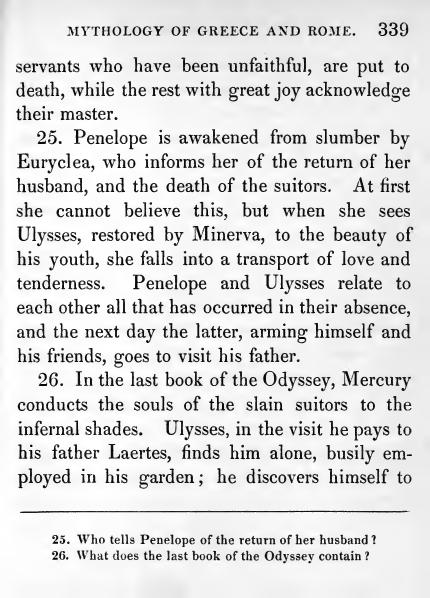 MYTHOLOGY OF GREECE AND ROME. 339
servants who have been unfaithful, are put to
death, while the rest with great joy acknowledge
their master.
25. Penelope is awakened from slumber by
Euryclea, who informs her of the return of her
husband, and the death of the suitors. At first
she cannot believe this, but when she sees
Ulysses, restored by Minerva, to the beauty of
his youth, she falls into a transport of love and
tenderness. Penelope and Ulysses relate to
each other all that has occurred in their absence,
and the next day the latter, arming himself and
his friends, goes to visit his father.
26. In the last book of the Odyssey, Mercury
conducts the souls of the slain suitors to the
infernal shades. Ulysses, in the visit he pays to
his father Laertes, finds him alone, busily em-
ployed in his garden; he discovers himself to
25. Who tells Penelope of the return of her husband?
26. What does the last book of the Odyssey contain?